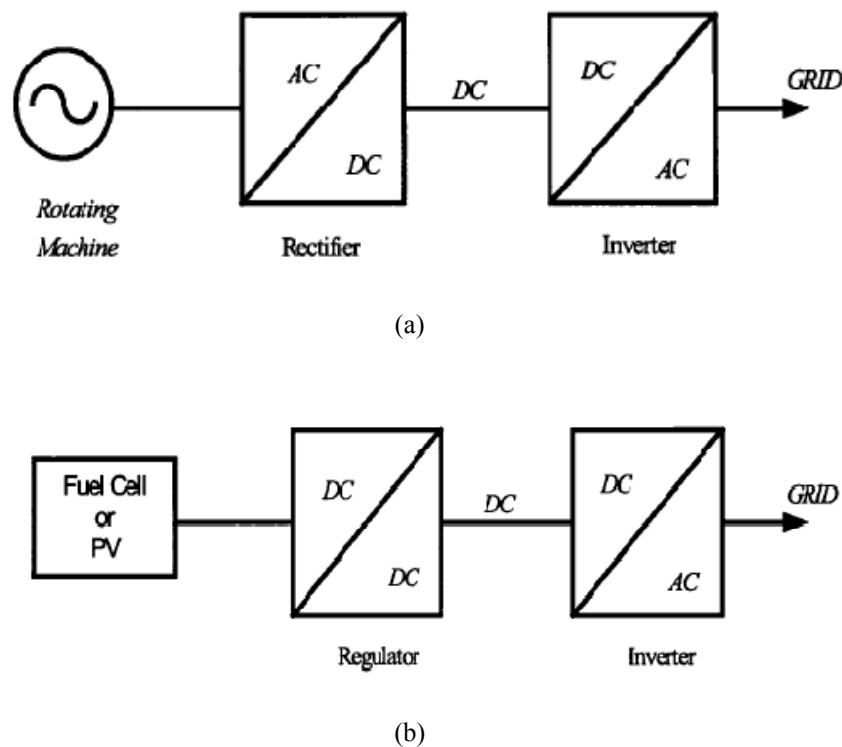 AC
DC
DC
DC
AC
GRID
Rotating
Machine
Rectifier
Inverter
(a)
Fuel Cell
or
PV
DC
DC
DC
DC
AC
GRID
Regulator
Inverter
(b)